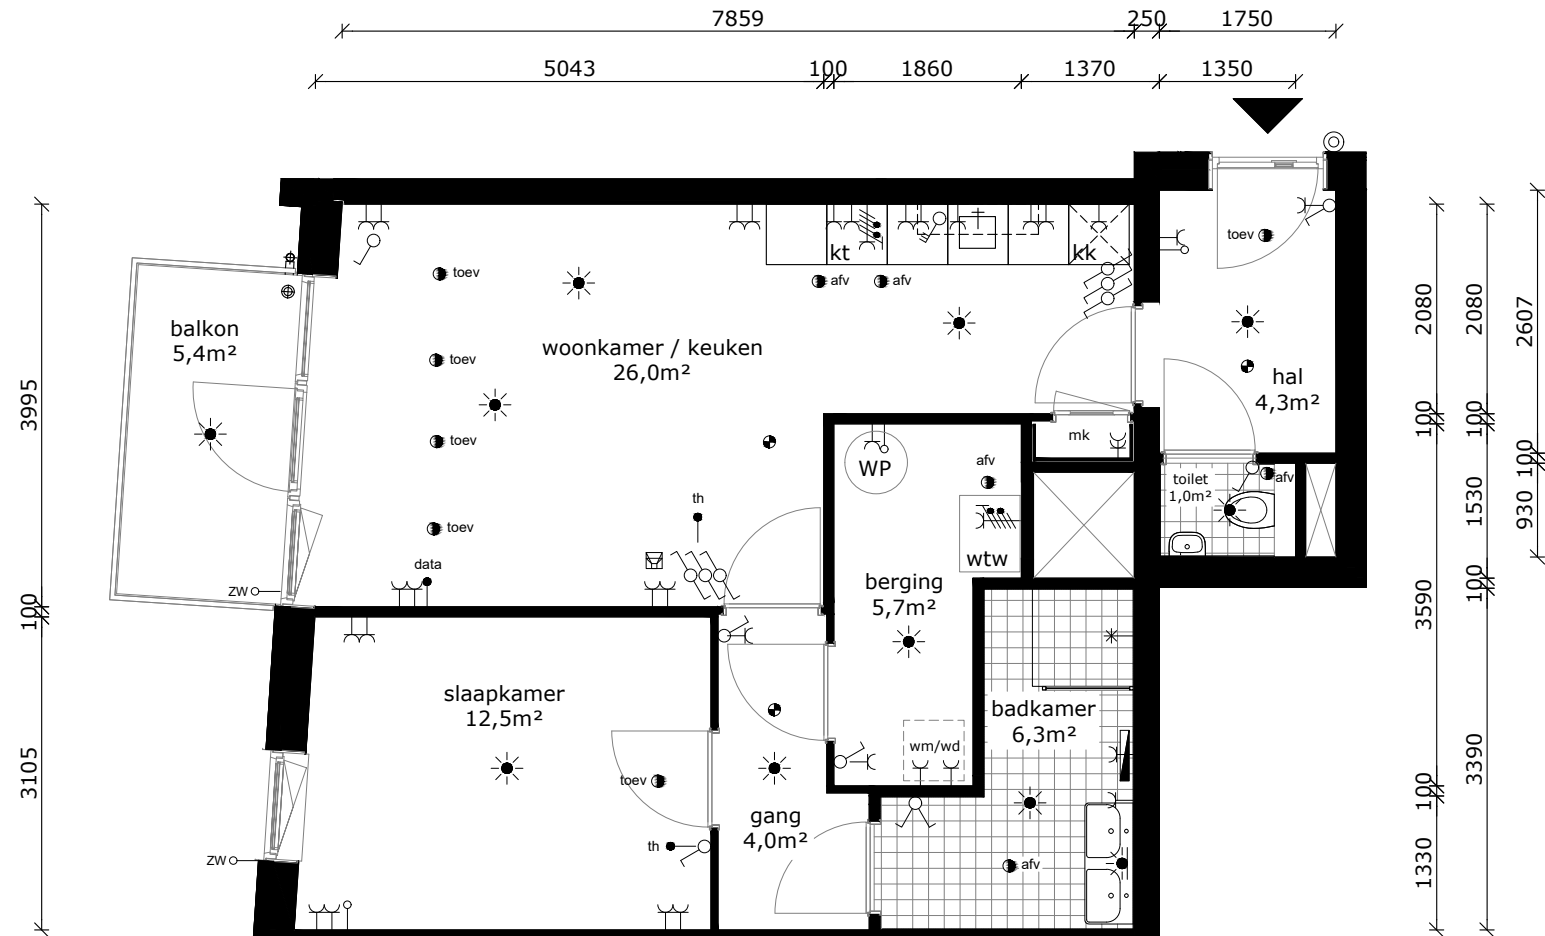 7859
250
1750
5043
100
1860
1370
1350
toev
kt
kk
toev
afv
afv
balkon
5,4m²
woonkamer / keuken
26,0m²
toev
hal
4,3m²
toev
mk
WP
afv
toilet
1,0m²
afv
th
toev
data
wtw
berging
5,7m²
ZW
slaapkamer
12,5m²
badkamer
6,3m²
wm/wd
toev
gang
4,0m²
th
ZW
afv
3995
100
3105
2080
100
3590
100
1330
2080
100
1530
100
3390
2607
100
930